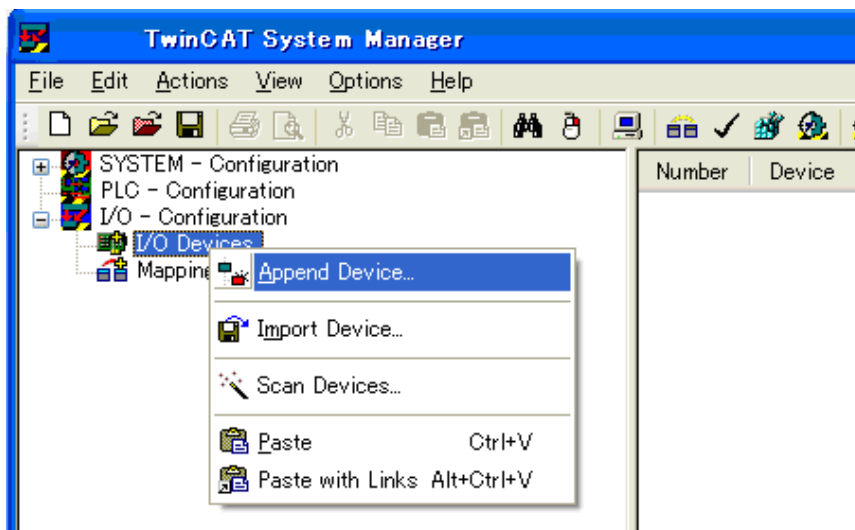 TwinCAT System Manager
File Edit Actions View Options Help
SYSTEM - Configuration
PLC - Configuration
I/O - Configuration
I/O Devices
Mapping
Append Device...
Import Device...
Scan Devices...
Paste Ctrl+V
Paste with Links Alt+Ctrl+V
Number Device